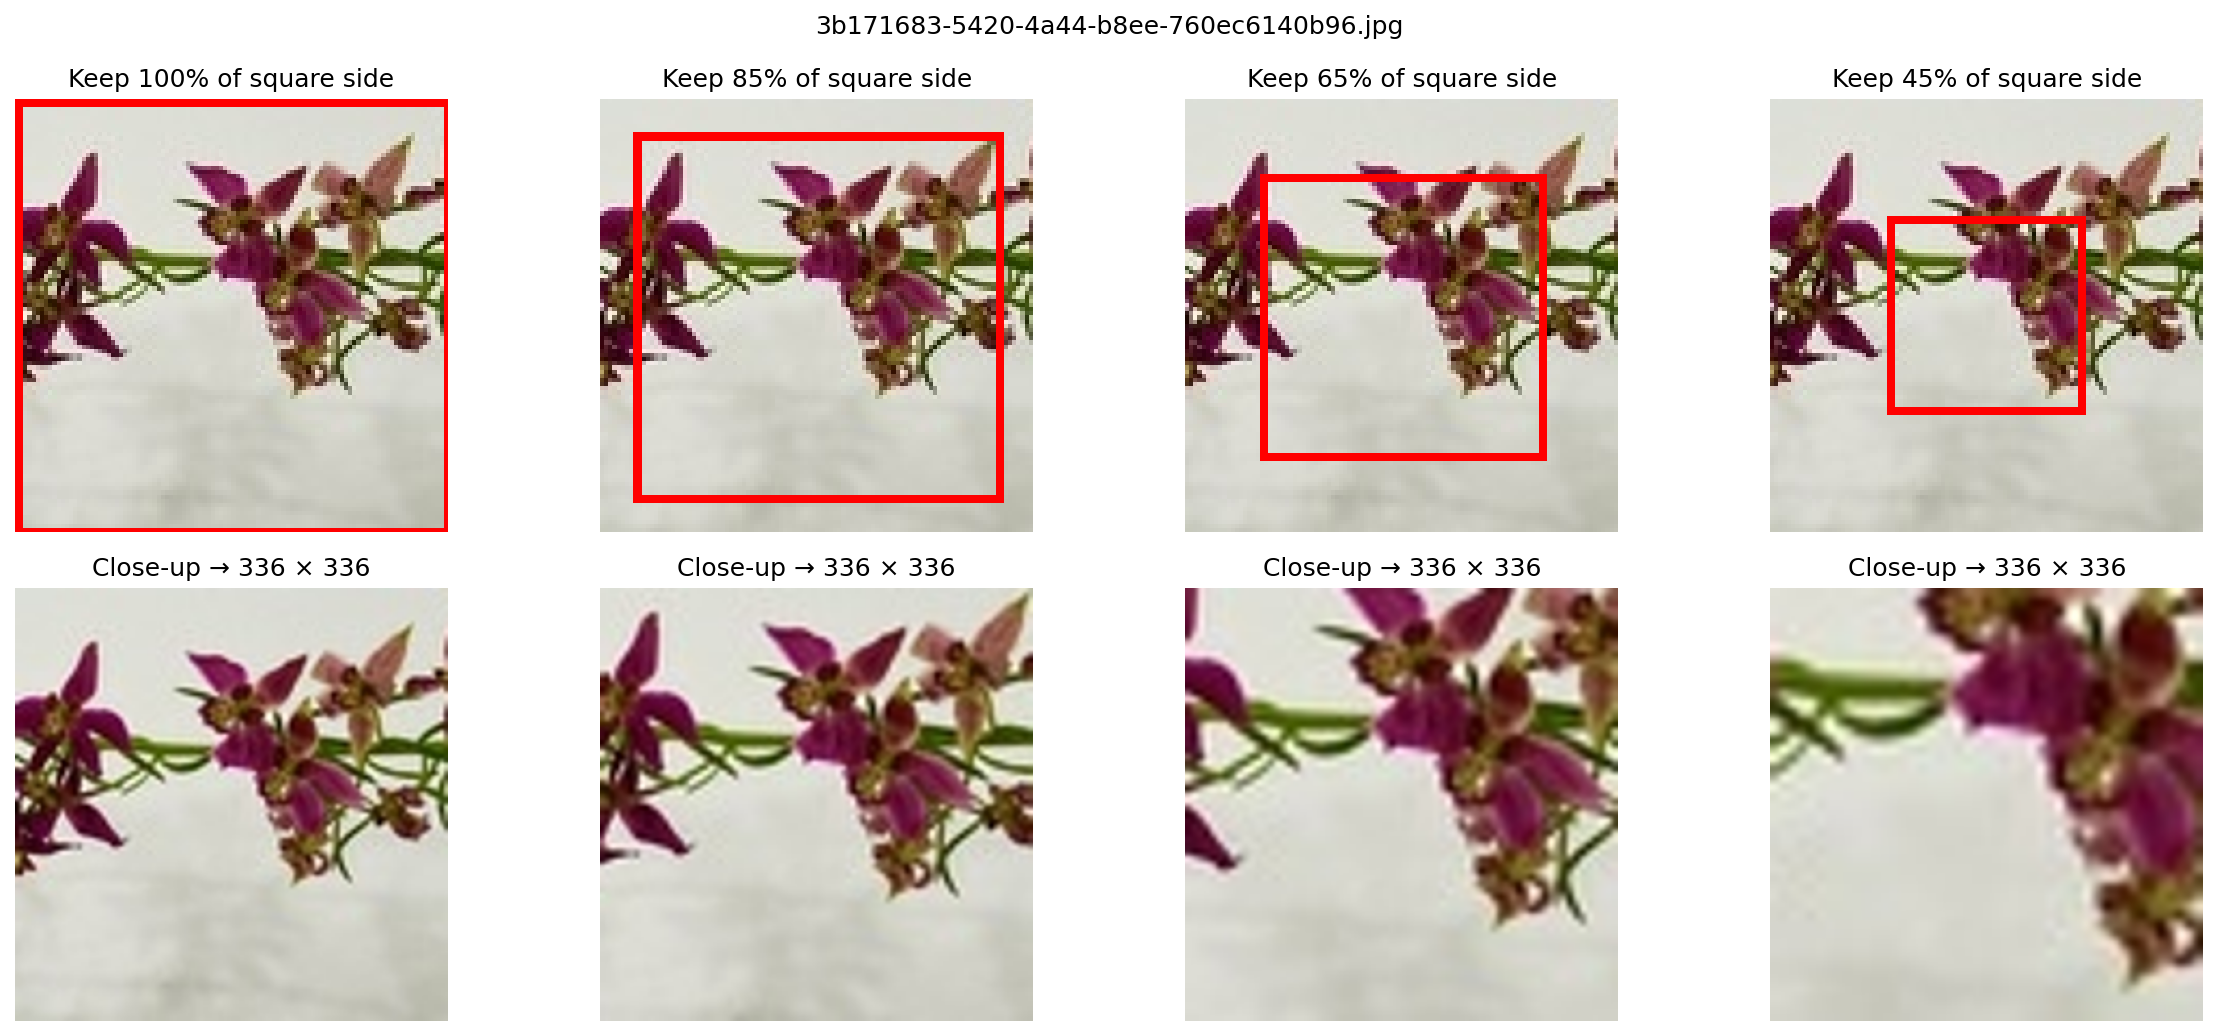 3b171683-5420-4a44-b8ee-760ec6140b96.jpg
Keep 100% of square side
Keep 85% of square side
Keep 65% of square side
Keep 45% of square side
Close-up → 336 × 336
Close-up → 336 × 336
Close-up → 336 × 336
Close-up → 336 × 336